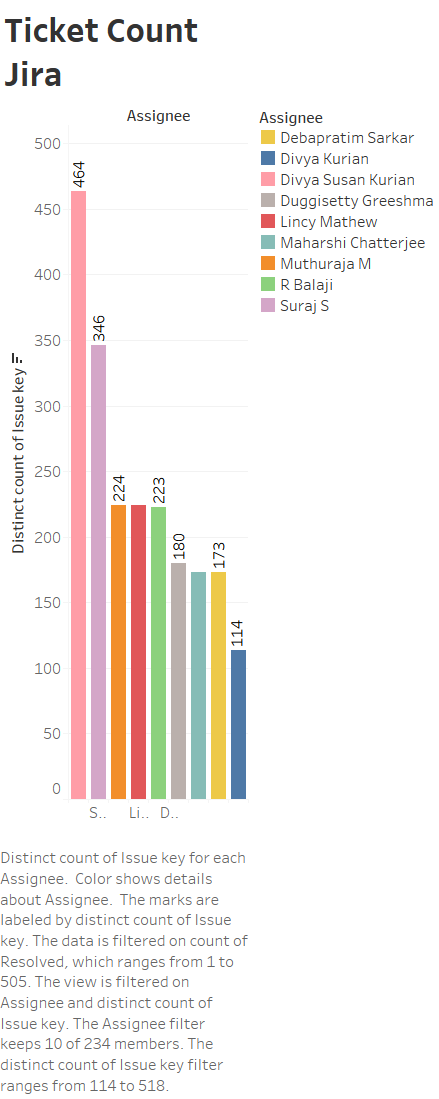 Ticket Count
Jira
Assignee
Assignee
Debapratim Sarkar
Divya Kurian
Divya Susan Kurian
Duggisetty Greeshma
Lincy Mathew
Maharshi Chatterjee
Muthuraja M
R Balaji
Suraj S
Distinct count of Issue key
500
450
400
350
300
250
200
150
100
50
0
464
346
224
223
180
173
114
S..
Li..
D..
Distinct count of Issue key for each
Assignee. Color shows details
about Assignee. The marks are
labeled by distinct count of Issue
key. The data is filtered on count of
Resolved, which ranges from 1 to
505. The view is filtered on
Assignee and distinct count of
Issue key. The Assignee filter
keeps 10 of 234 members. The
distinct count of Issue key filter
ranges from 114 to 518.